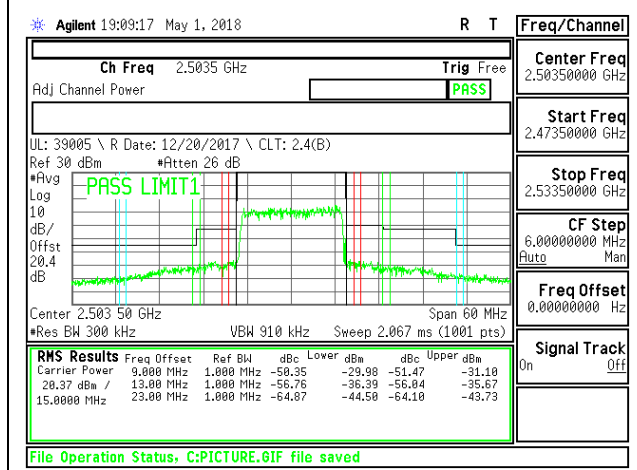 Agilent 19:09:17 May 1, 2018 R T
Freq/Channel
Ch Freq 2.5035 GHz Trig Free
Adj Channel Power PASS
UL: 39005 \ R Date: 12/20/2017 \ CLT: 2.4(B)
Ref 30 dBm #Atten 26 dB
#Avg
Log
10
dB/
Offst
20.4
dB
PASS LIMIT1
Center 2.503 50 GHz Span 60 MHz
#Res BW 300 kHz VBW 910 kHz Sweep 2.067 ms (1001 pts)
RMS Results Freq Offset Ref BW dBc Lower dBm dBc Upper dBm
Carrier Power 9.000 MHz 1.000 MHz -50.35 -29.98 -51.47 -31.10
20.37 dBm / 13.00 MHz 1.000 MHz -56.76 -36.39 -56.04 -35.67
15.0000 MHz 23.00 MHz 1.000 MHz -64.87 -44.50 -64.10 -43.73
File Operation Status, C:PICTURE.GIF file saved
Center Freq
2.50350000 GHz
Start Freq
2.47350000 GHz
Stop Freq
2.53350000 GHz
CF Step
6.00000000 MHz
Auto Man
Freq Offset
0.00000000 Hz
Signal Track
On Off